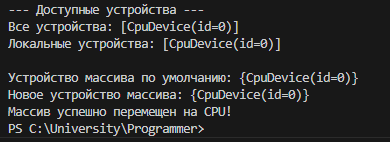 --- Доступные устройства ---
Все устройства: [CpuDevice(id=0)]
Локальные устройства: [CpuDevice(id=0)]
Устройство массива по умолчанию: {CpuDevice(id=0)}
Новое устройство массива: {CpuDevice(id=0)}
Массив успешно перемещен на CPU!
PS C:\University\Programmer>